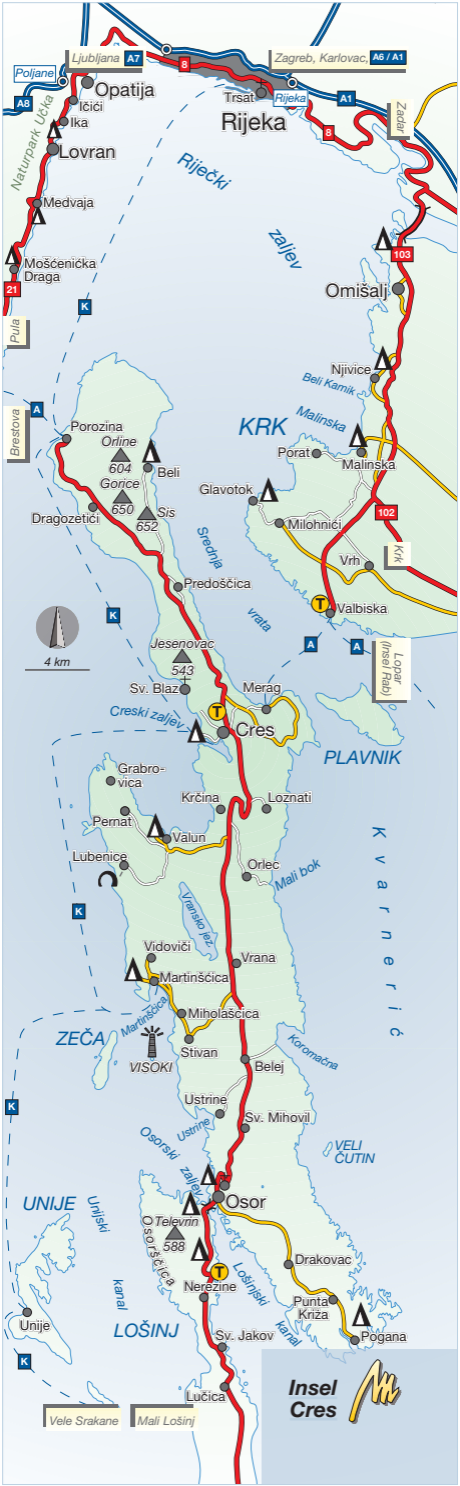 Ljubljana A7
Zagreb, Karlovac, A6 / A1
Poljane
8
Opatija
A8
Trsat
Rijeka
A1
Ičići
Ika
Rijeka
8
Zadar
Naturpark Učka
Lovran
Riječki
zaljev
Medvaja
103
Mošćenička
Draga
21
Omišalj
K
Pula
Njivice
Beli Kamik
A
Brestova
Porozina
Orline
604
Beli
KRK
Malinska
Porat
Malinska
Gorice
650
Glavotok
Dragozetići
Sis
652
Milohnići
102
Srednja
vrata
Krk
Vrh
Predošćica
T
Valbiska
K
4 km
Jesenovac
543
A
A
Lopar
(Insel Rab)
Sv. Blaz
Merag
T
Creski zaljev
Cres
PLAVNIK
Grabro-
vica
Krčina
Loznati
Pernat
Valun
Kvarnerić
Lubenice
Orlec
Mali bok
K
Vransko jez.
Vidovići
Vrana
Martinšćica
Martinšćica
Miholašcica
ZEČA
Stivan
VISOKI
Koromačna
Belej
K
Ustrine
Ustrine
Sv. Mihovil
Osorski
zaljev
VELI
ČUTIN
UNIJE
Osor
Unijski
kanal
Osorščica
Televrin
588
T
Lošinjski
kanal
Drakovac
Nerezine
Punta
Križa
Unije
LOŠINJ
Sv. Jakov
Pogana
K
Lučica
Insel
Cres
Vele Srakane
Mali Lošinj